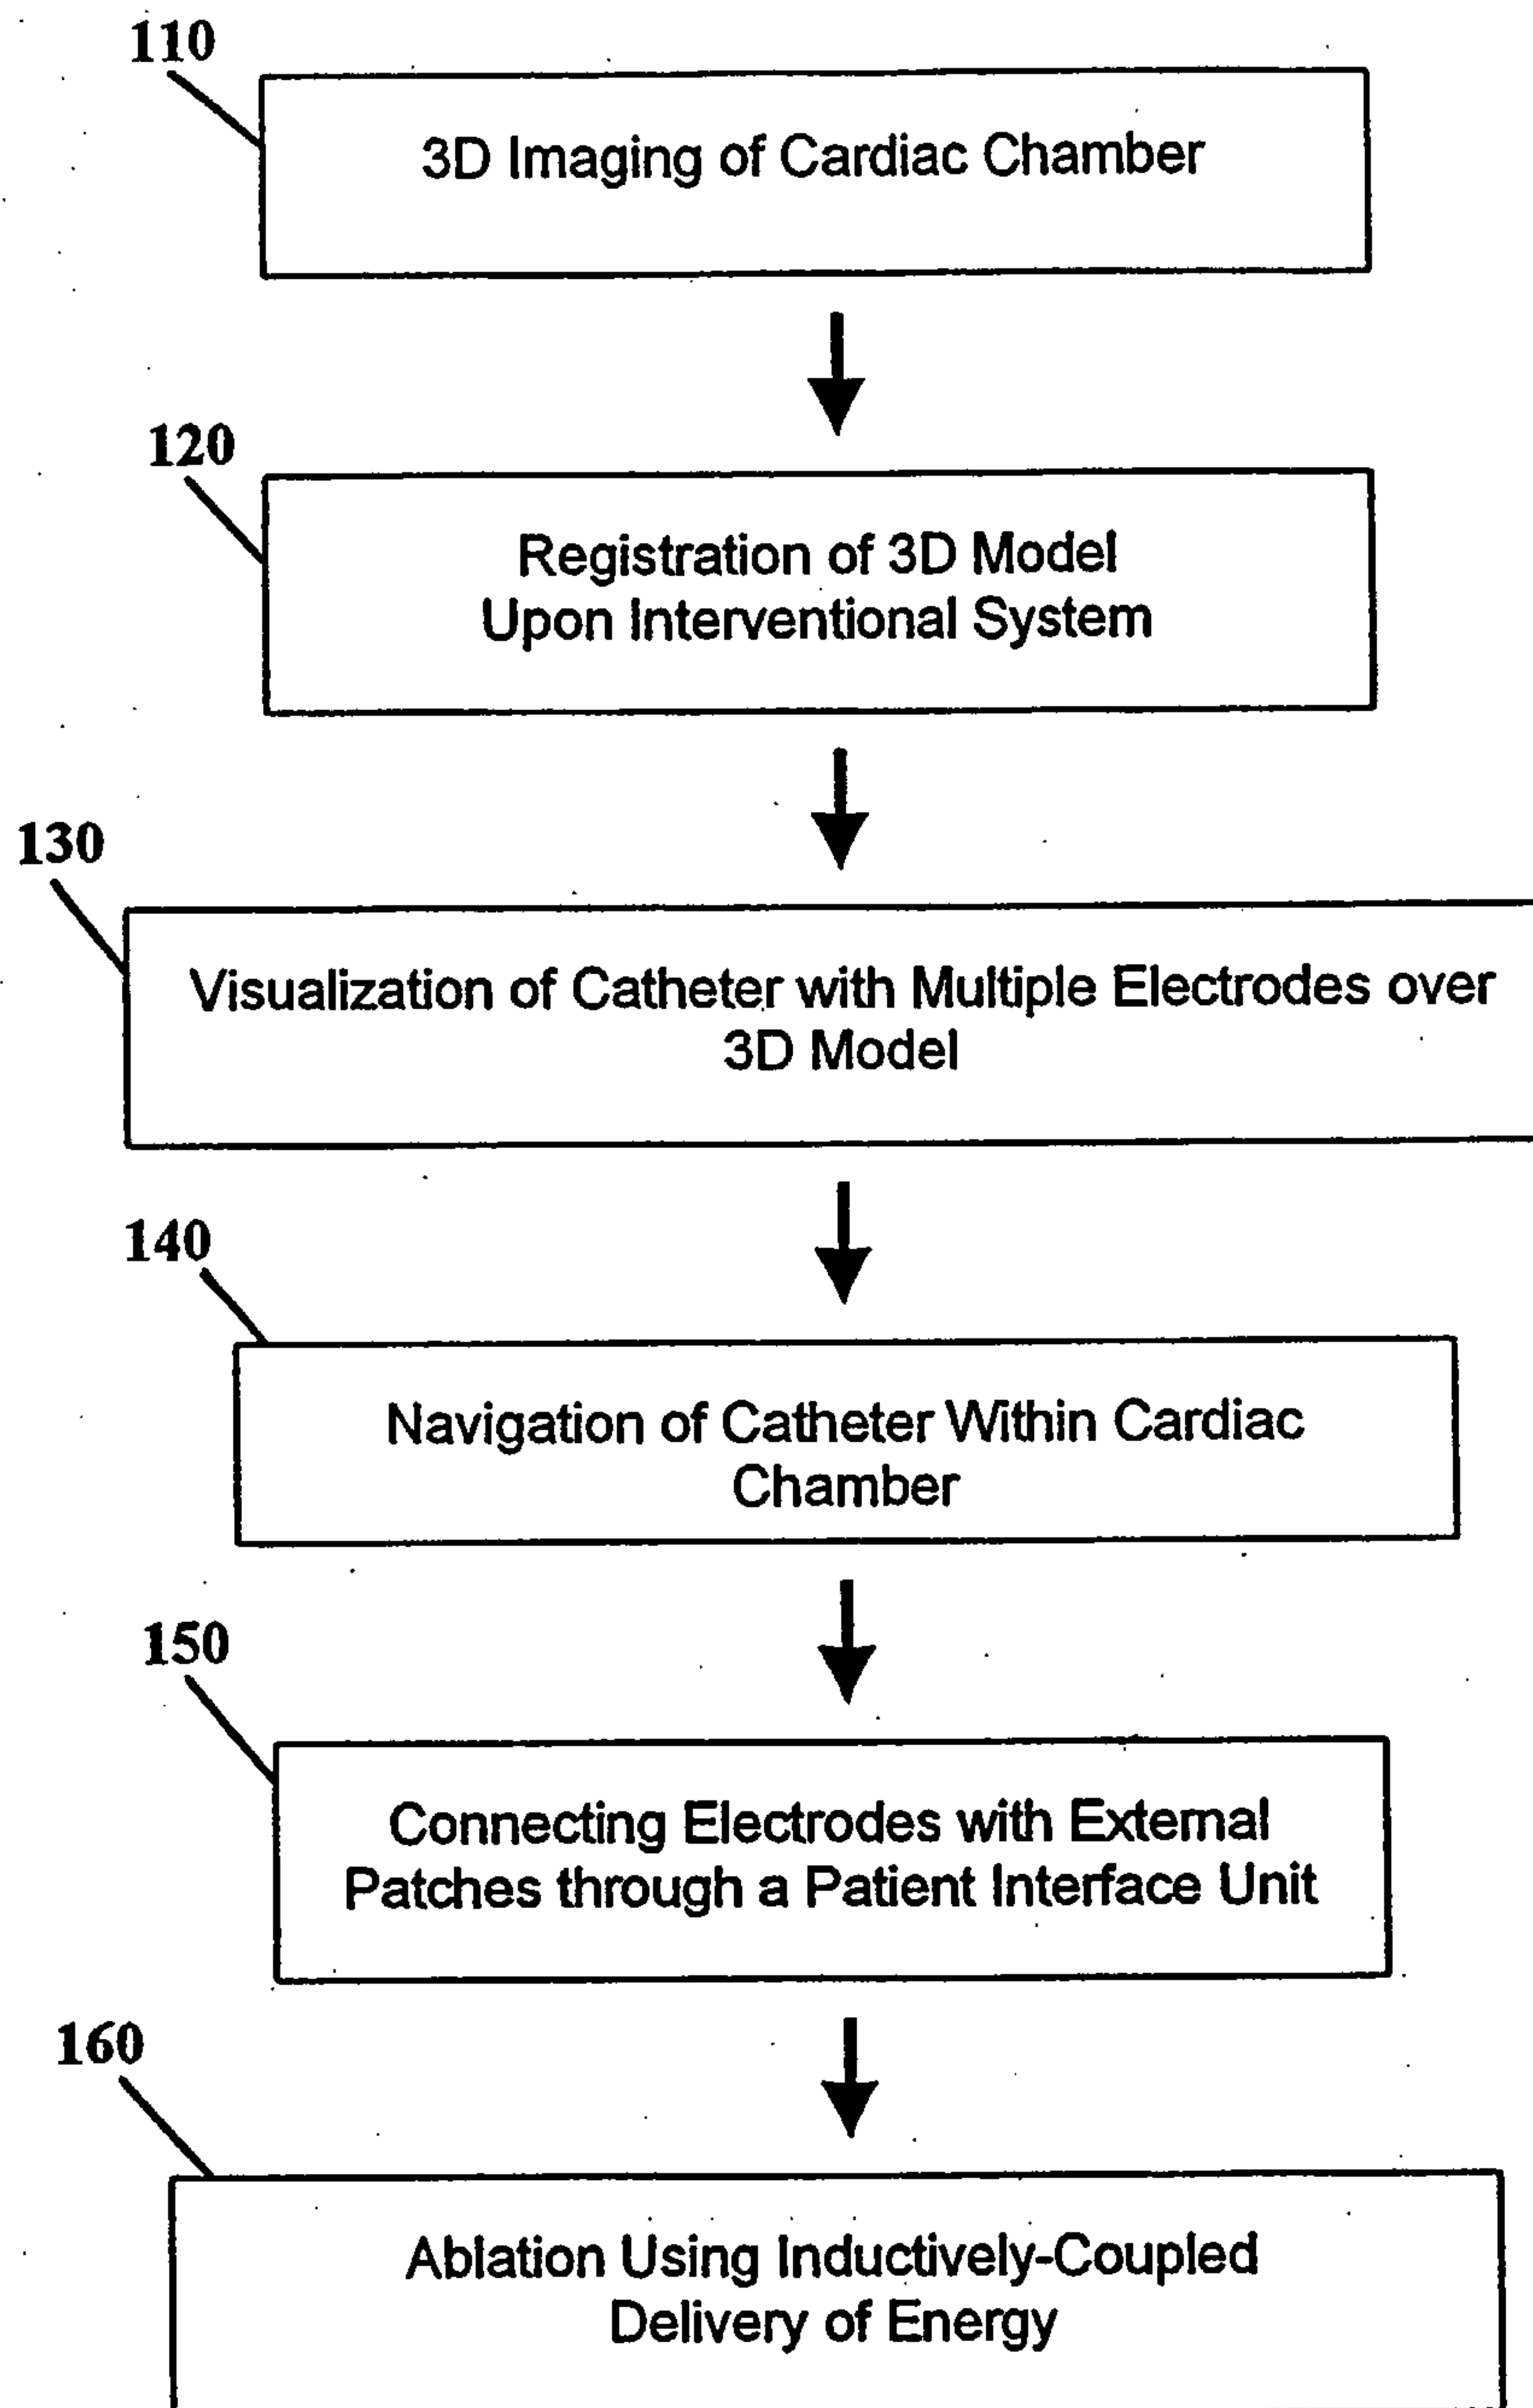 110
3D Imaging of Cardiac Chamber
120
Registration of 3D Model
Upon Interventional System
130
Visualization of Catheter with Multiple Electrodes over
3D Model
140
Navigation of Catheter Within Cardiac
Chamber
150
Connecting Electrodes with External
Patches through a Patient Interface Unit
160
Ablation Using Inductively-Coupled
Delivery of Energy